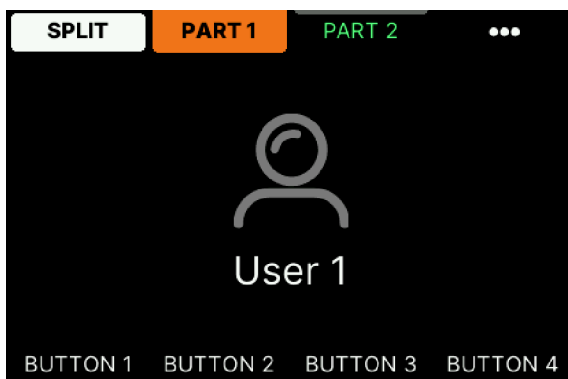 SPLIT PART 1 PART 2 •••
User 1
BUTTON 1 BUTTON 2 BUTTON 3 BUTTON 4